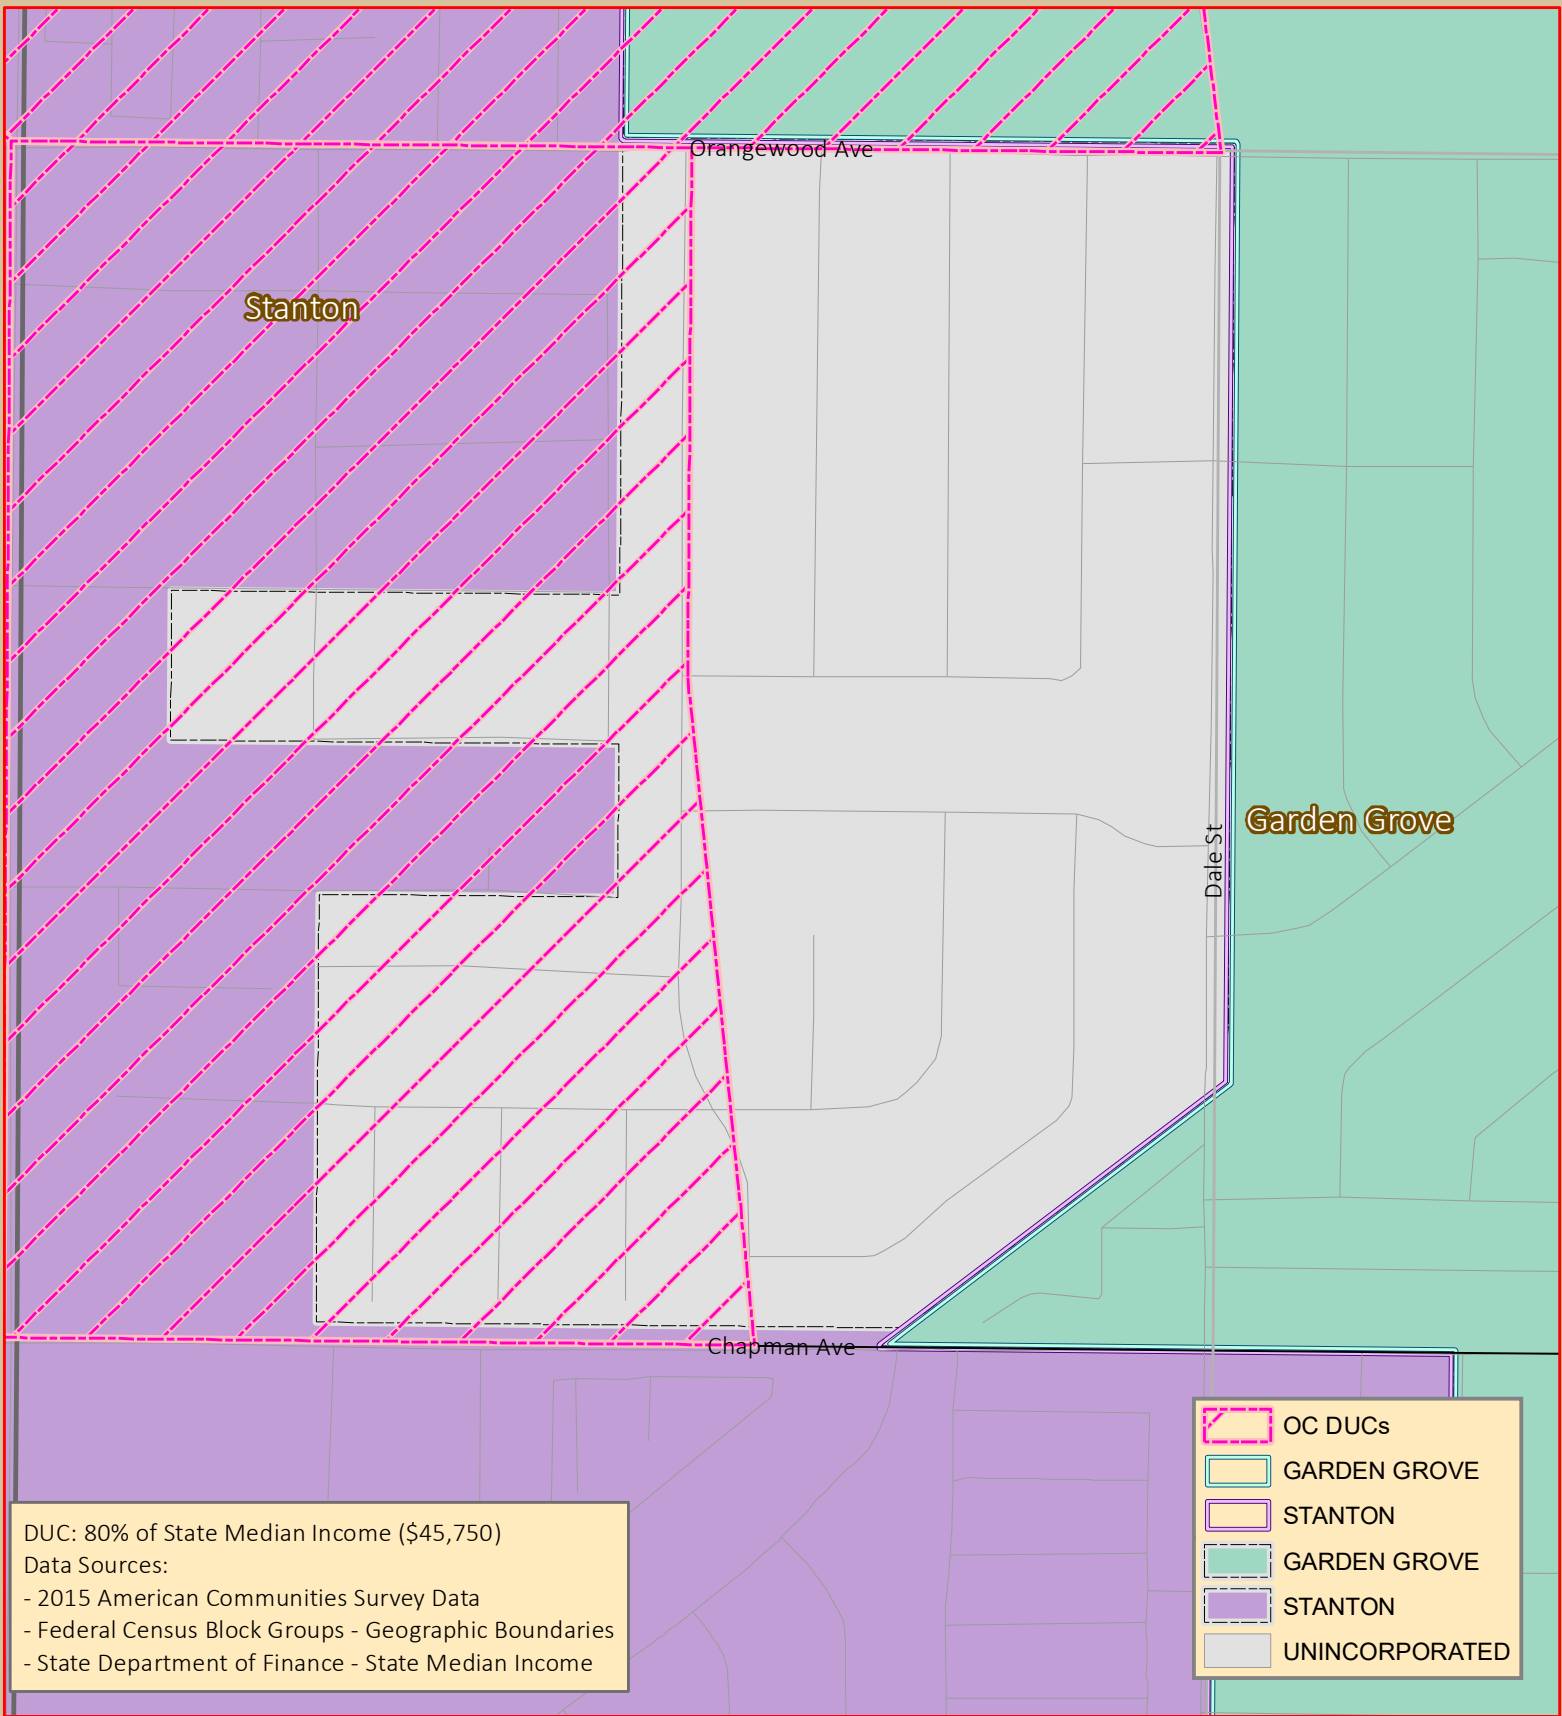 Orangewood Ave
Stanton
Garden Grove
Dale St
Chapman Ave
OC DUCs
GARDEN GROVE
STANTON
GARDEN GROVE
STANTON
UNINCORPORATED
DUC: 80% of State Median Income ($45,750)
Data Sources:
- 2015 American Communities Survey Data
- Federal Census Block Groups - Geographic Boundaries
- State Department of Finance - State Median Income